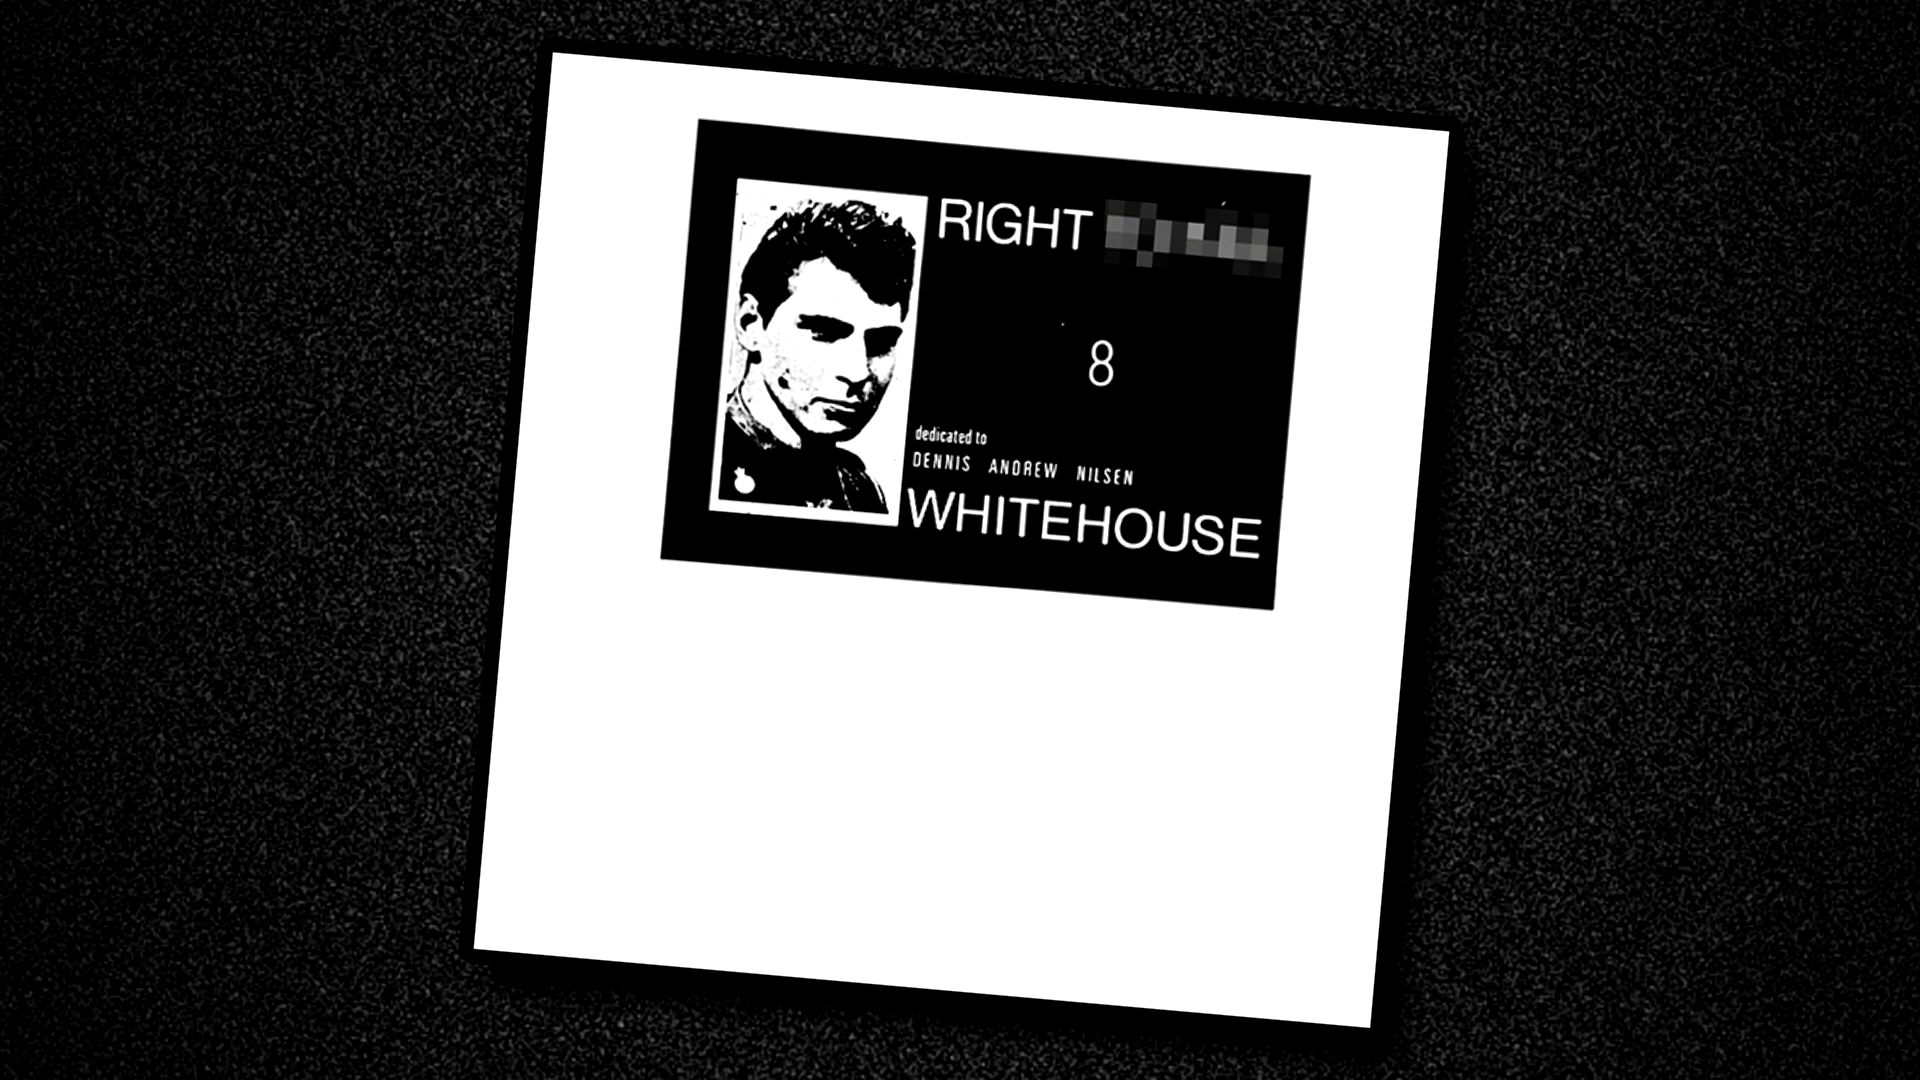 RIGHT
8
dedicated to
DENNIS ANDREW NILSEN
WHITEHOUSE